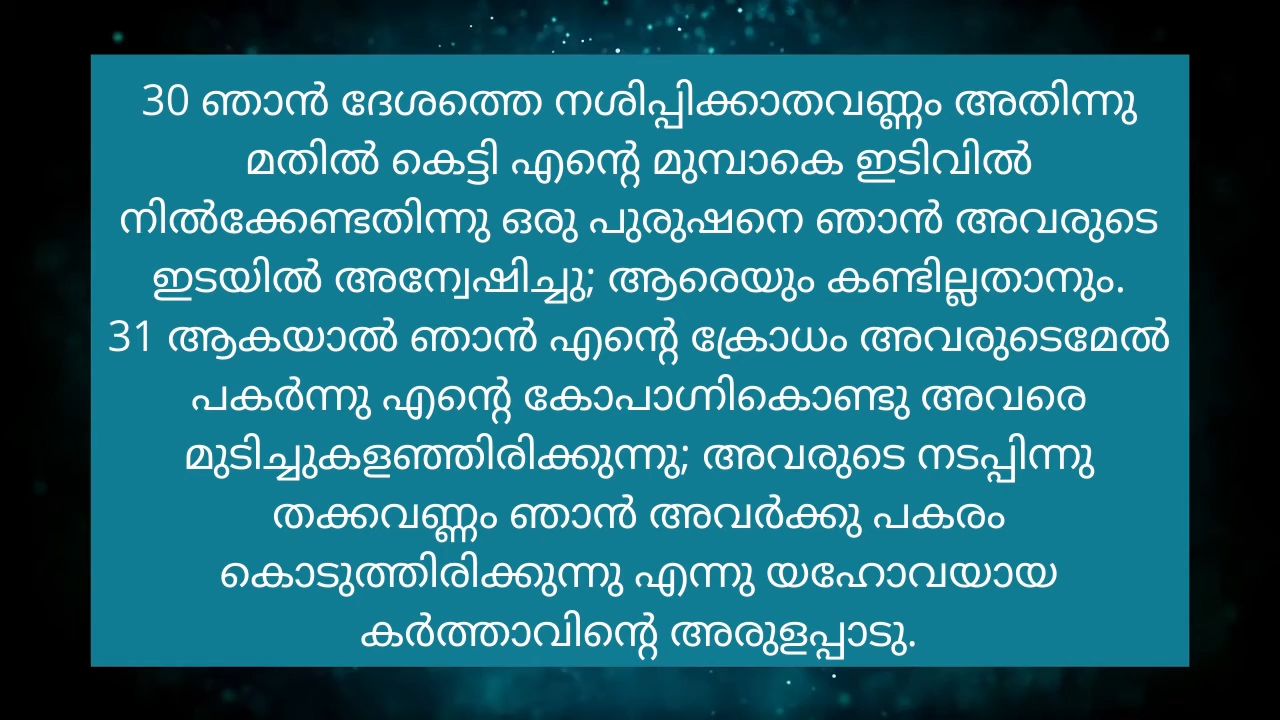 30 ഞാൻ ദേശത്തെ നശിപ്പിക്കാതവണ്ണം അതിന്നു
മതിൽ കെട്ടി എന്റെ മുമ്പാകെ ഇടിവിൽ
നിൽക്കേണ്ടതിന്നു ഒരു പുരുഷനെ ഞാൻ അവരുടെ
ഇടയിൽ അന്വേഷിച്ചു; ആരെയും കണ്ടില്ലതാനും.
31 ആകയാൽ ഞാൻ എന്റെ ക്രോധം അവരുടെമേൽ
പകർന്നു എന്റെ കോപാഗ്നികൊണ്ടു അവരെ
മുടിച്ചുകളഞ്ഞിരിക്കുന്നു; അവരുടെ നടപ്പിന്നു
തക്കവണ്ണം ഞാൻ അവർക്കു പകരം
കൊടുത്തിരിക്കുന്നു എന്നു യഹോവയായ
കർത്താവിന്റെ അരുളപ്പാടു.